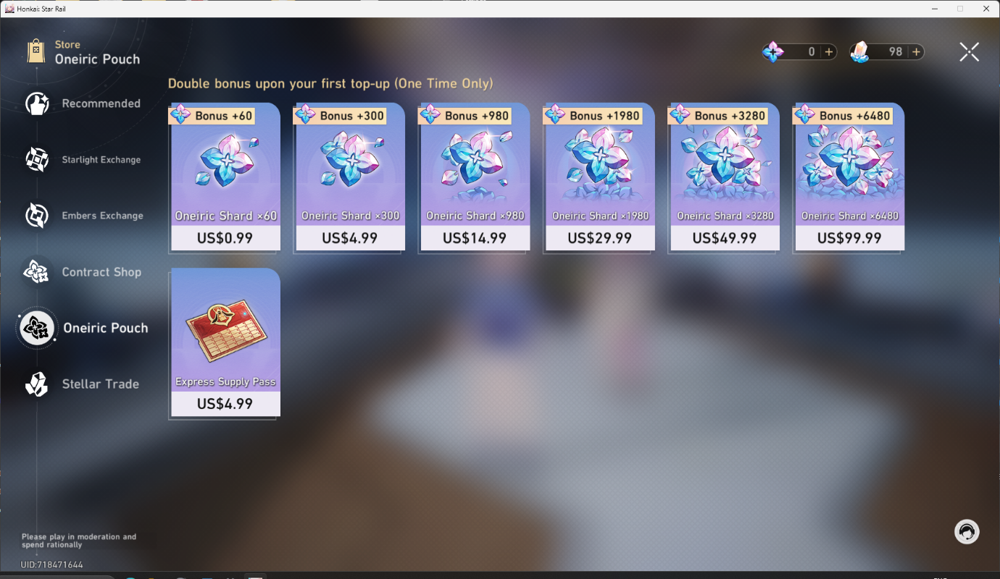 Honkai: Star Rail
Store
Oneiric Pouch
0 +
98 +
Recommended
Starlight Exchange
Embers Exchange
Contract Shop
Oneiric Pouch
Stellar Trade
Double bonus upon your first top-up (One Time Only)
Bonus +60
Oneiric Shard ×60
US$0.99
Bonus +300
Oneiric Shard ×300
US$4.99
Bonus +980
Oneiric Shard ×980
US$14.99
Bonus +1980
Oneiric Shard ×1980
US$29.99
Bonus +3280
Oneiric Shard ×3280
US$49.99
Bonus +6480
Oneiric Shard ×6480
US$99.99
Express Supply Pass
US$4.99
Please play in moderation and
spend rationally
UID:718471644